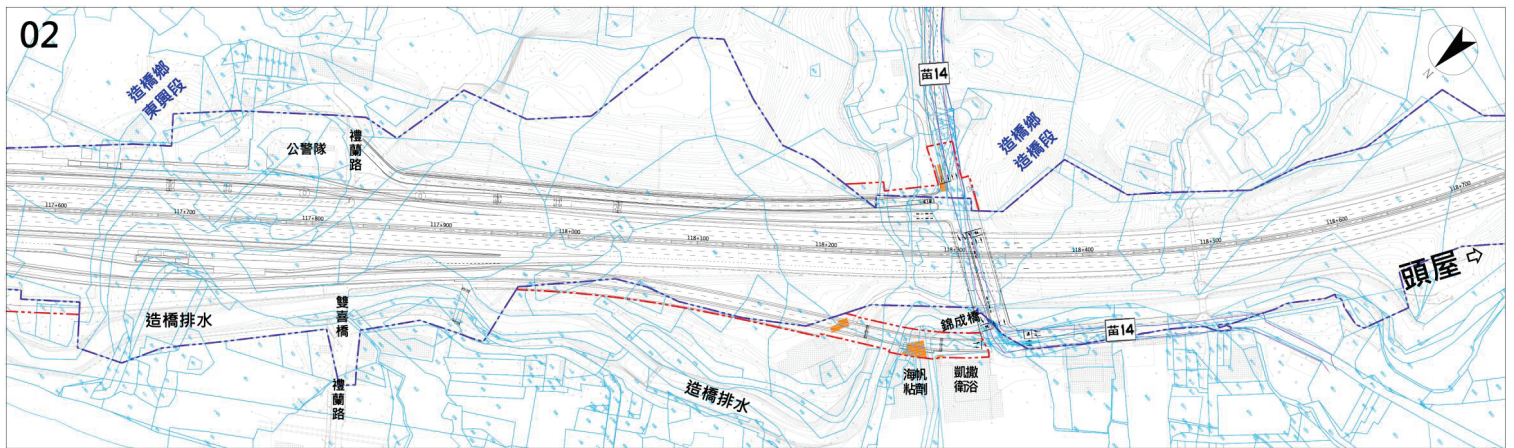 02
N
造橋鄉
東興段
公警隊
禮蘭路
苗14
造橋鄉
造橋段
117+600
117+700
117+800
117+900
118+000
118+100
118+200
118+300
118+400
118+500
118+600
118+700
頭屋
造橋排水
雙喜橋
禮蘭路
造橋排水
錦成橋
苗14
海帆
粘劑
凱撒
衛浴